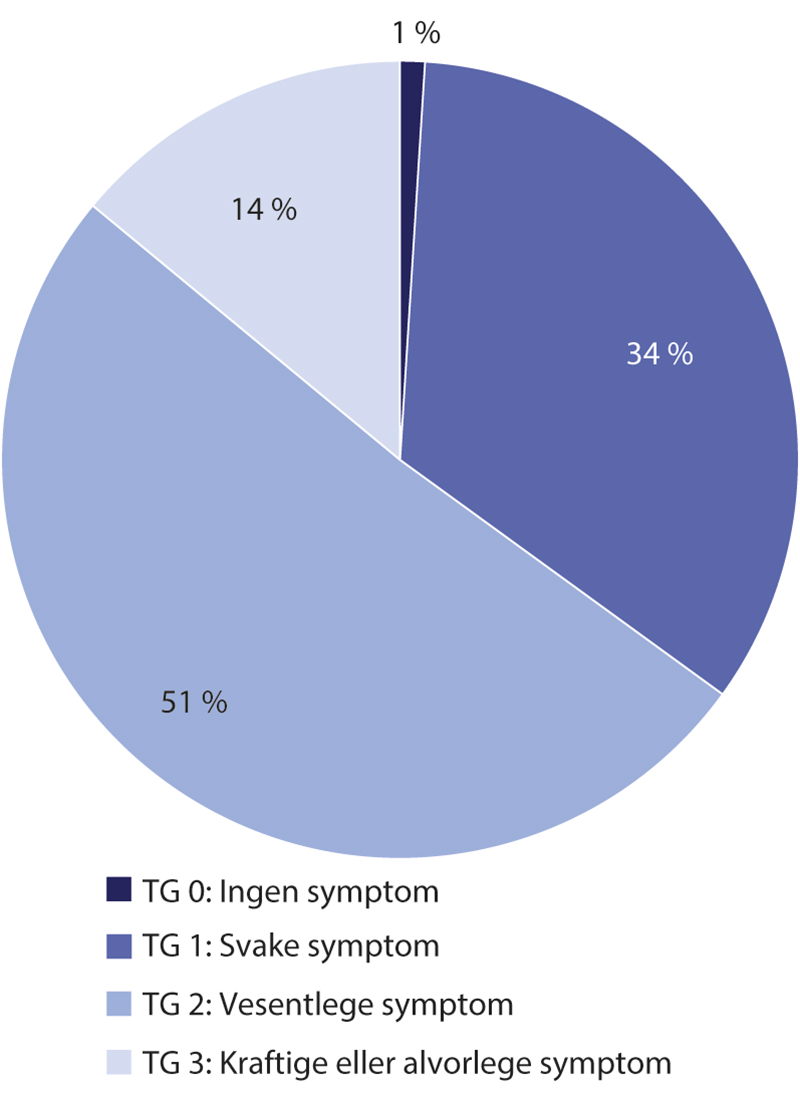 1 %
14 %
34 %
51 %
TG 0: Ingen symptom
TG 1: Svake symptom
TG 2: Vesentlege symptom
TG 3: Kraftige eller alvorlege symptom